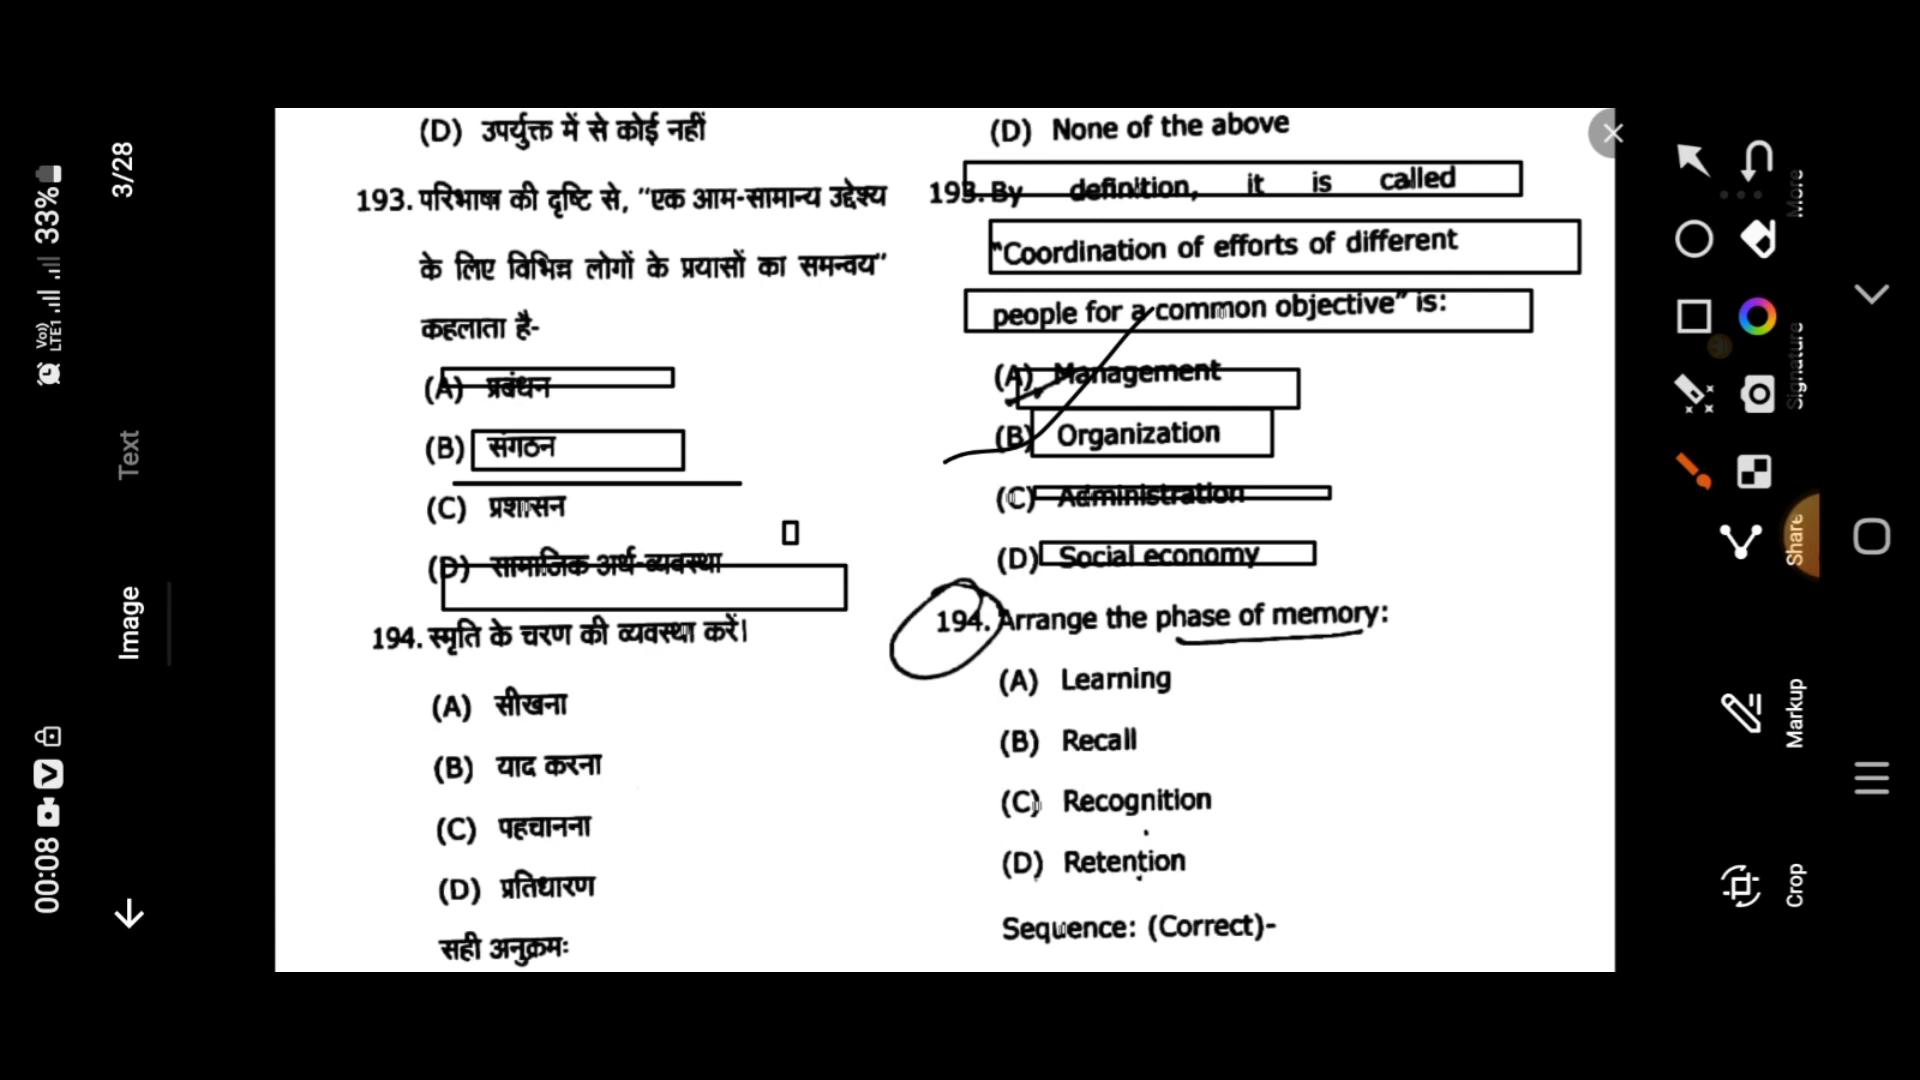 (D) उपर्युक्त में से कोई नहीं
193. परिभाषा की दृष्टि से, "एक आम-सामान्य उद्देश्य
के लिए विभिन्न लोगों के प्रयासों का समन्वय"
कहलाता है-
(A) प्रबंधन
(B) संगठन
(C) प्रशासन
(D) सामाजिक अर्थ-व्यवस्था
194. स्मृति के चरण की व्यवस्था करें।
(A) सीखना
(B) याद करना
(C) पहचानना
(D) प्रतिधारण
सही अनुक्रमः
(D) None of the above
193. By definition, it is called
"Coordination of efforts of different
people for a common objective" is:
(A) Management
(B) Organization
(C) Administration
(D) Social economy
194. Arrange the phase of memory:
(A) Learning
(B) Recall
(C) Recognition
(D) Retention
Sequence: (Correct)-
00:08
Vo))
LTE1
33%
3/28
Image
Text
Crop
Markup
Share
Signature
More